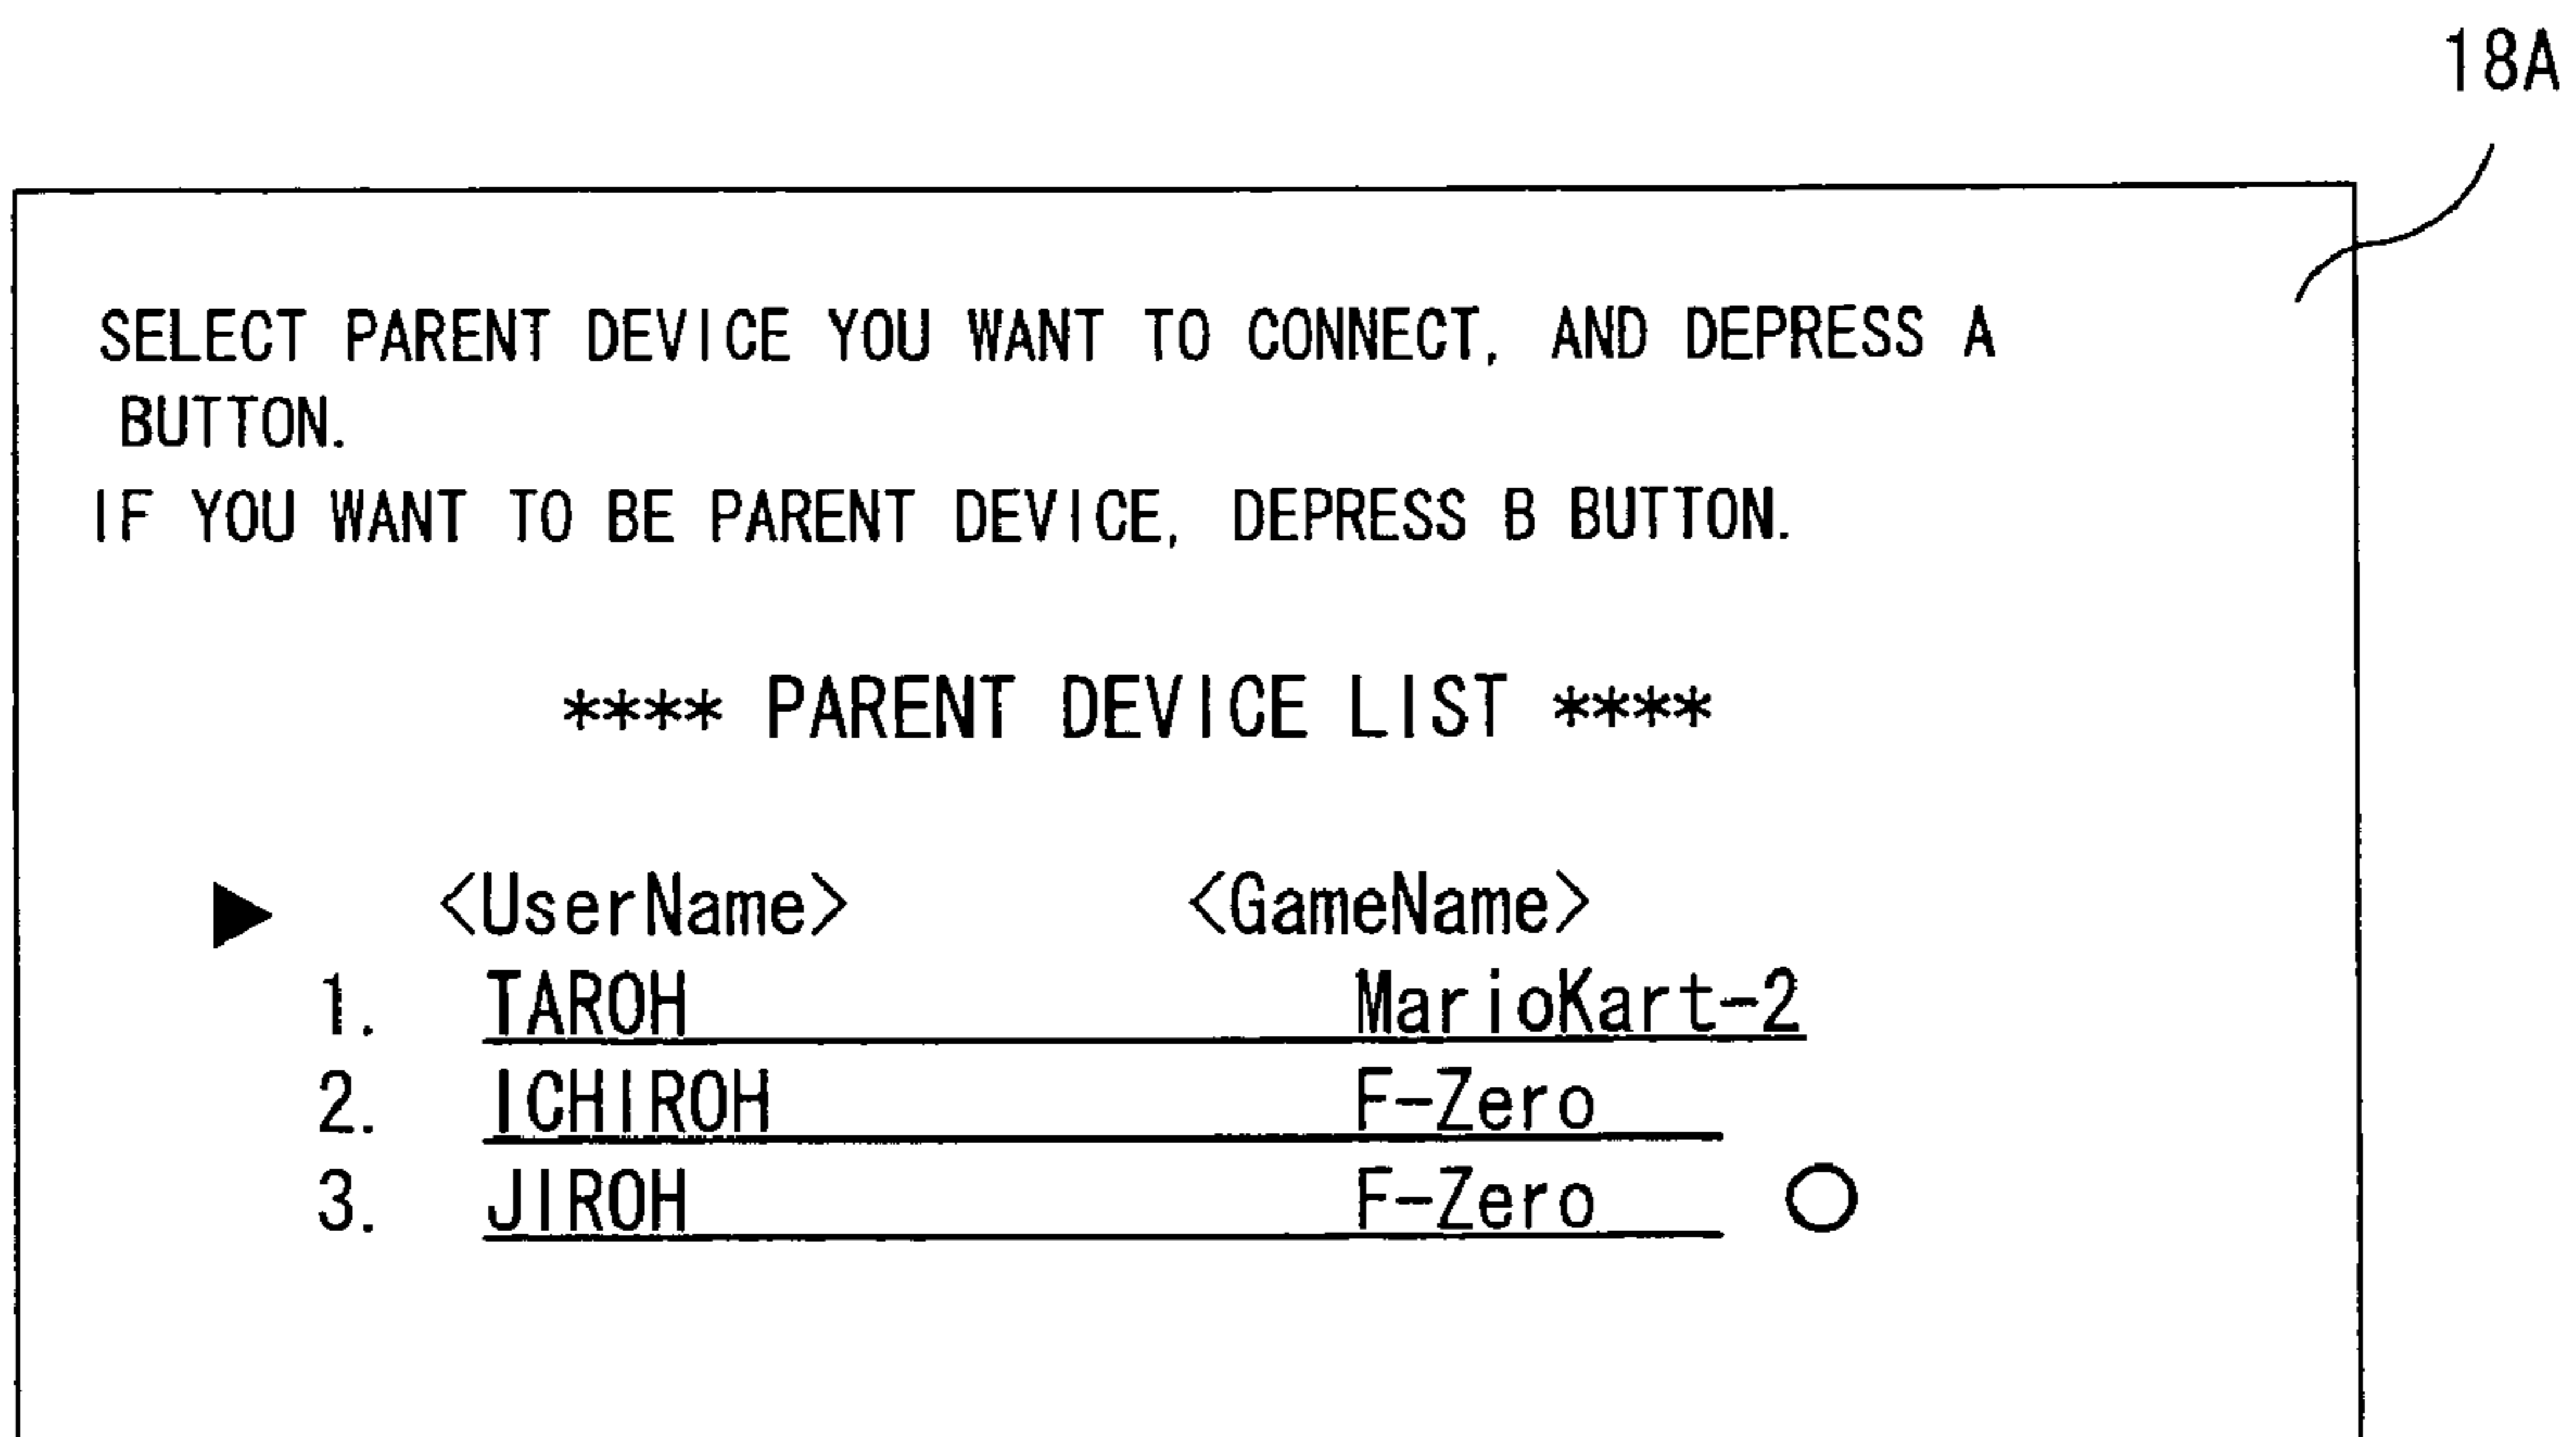 18A
SELECT PARENT DEVICE YOU WANT TO CONNECT, AND DEPRESS A
BUTTON.
IF YOU WANT TO BE PARENT DEVICE, DEPRESS B BUTTON.
**** PARENT DEVICE LIST ****
▶ <UserName> <GameName>
1. TAROH MarioKart-2
2. ICHIROH F-Zero
3. JIROH F-Zero ○